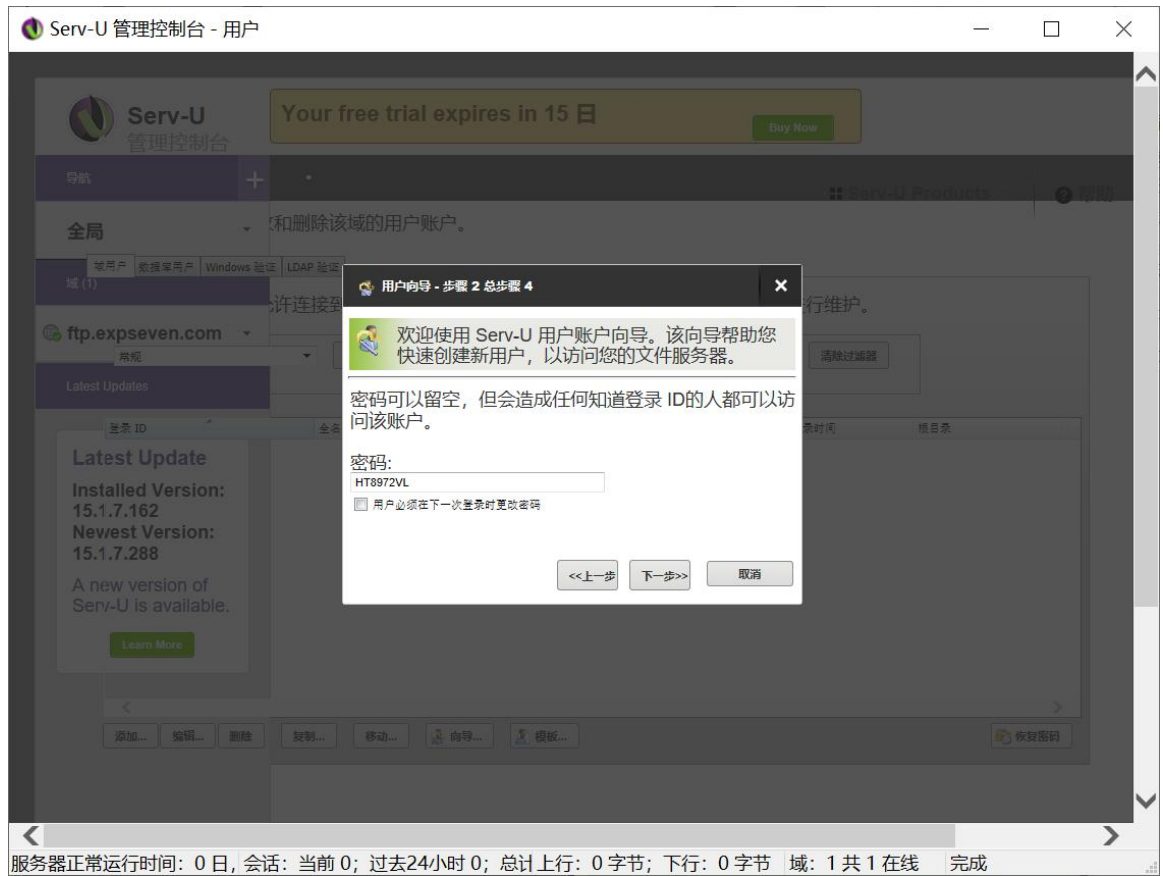 Serv-U 管理控制台 - 用户
Serv-U
管理控制台
Your free trial expires in 15 日
Buy Now
导航
Serv-U Products
帮助
全局
和删除该域的用户账户。
域用户 数据库用户 Windows 验证 LDAP 验证
域 (1)
许连接到
行维护。
ftp.expseven.com
常规
清除过滤器
Latest Updates
登录 ID
全名
录时间
根目录
Latest Update
Installed Version:
15.1.7.162
Newest Version:
15.1.7.288
A new version of
Serv-U is available.
Learn More
用户向导 - 步骤 2 总步骤 4
欢迎使用 Serv-U 用户账户向导。该向导帮助您
快速创建新用户，以访问您的文件服务器。
密码可以留空，但会造成任何知道登录 ID的人都可以访
问该账户。
密码:
HT8972VL
用户必须在下一次登录时更改密码
<<上一步 下一步>> 取消
添加... 编辑... 删除 复制... 移动... 向导... 模板... 恢复密码
服务器正常运行时间：0 日，会话：当前 0；过去24小时 0；总计上行：0 字节；下行：0 字节 域：1 共 1 在线 完成